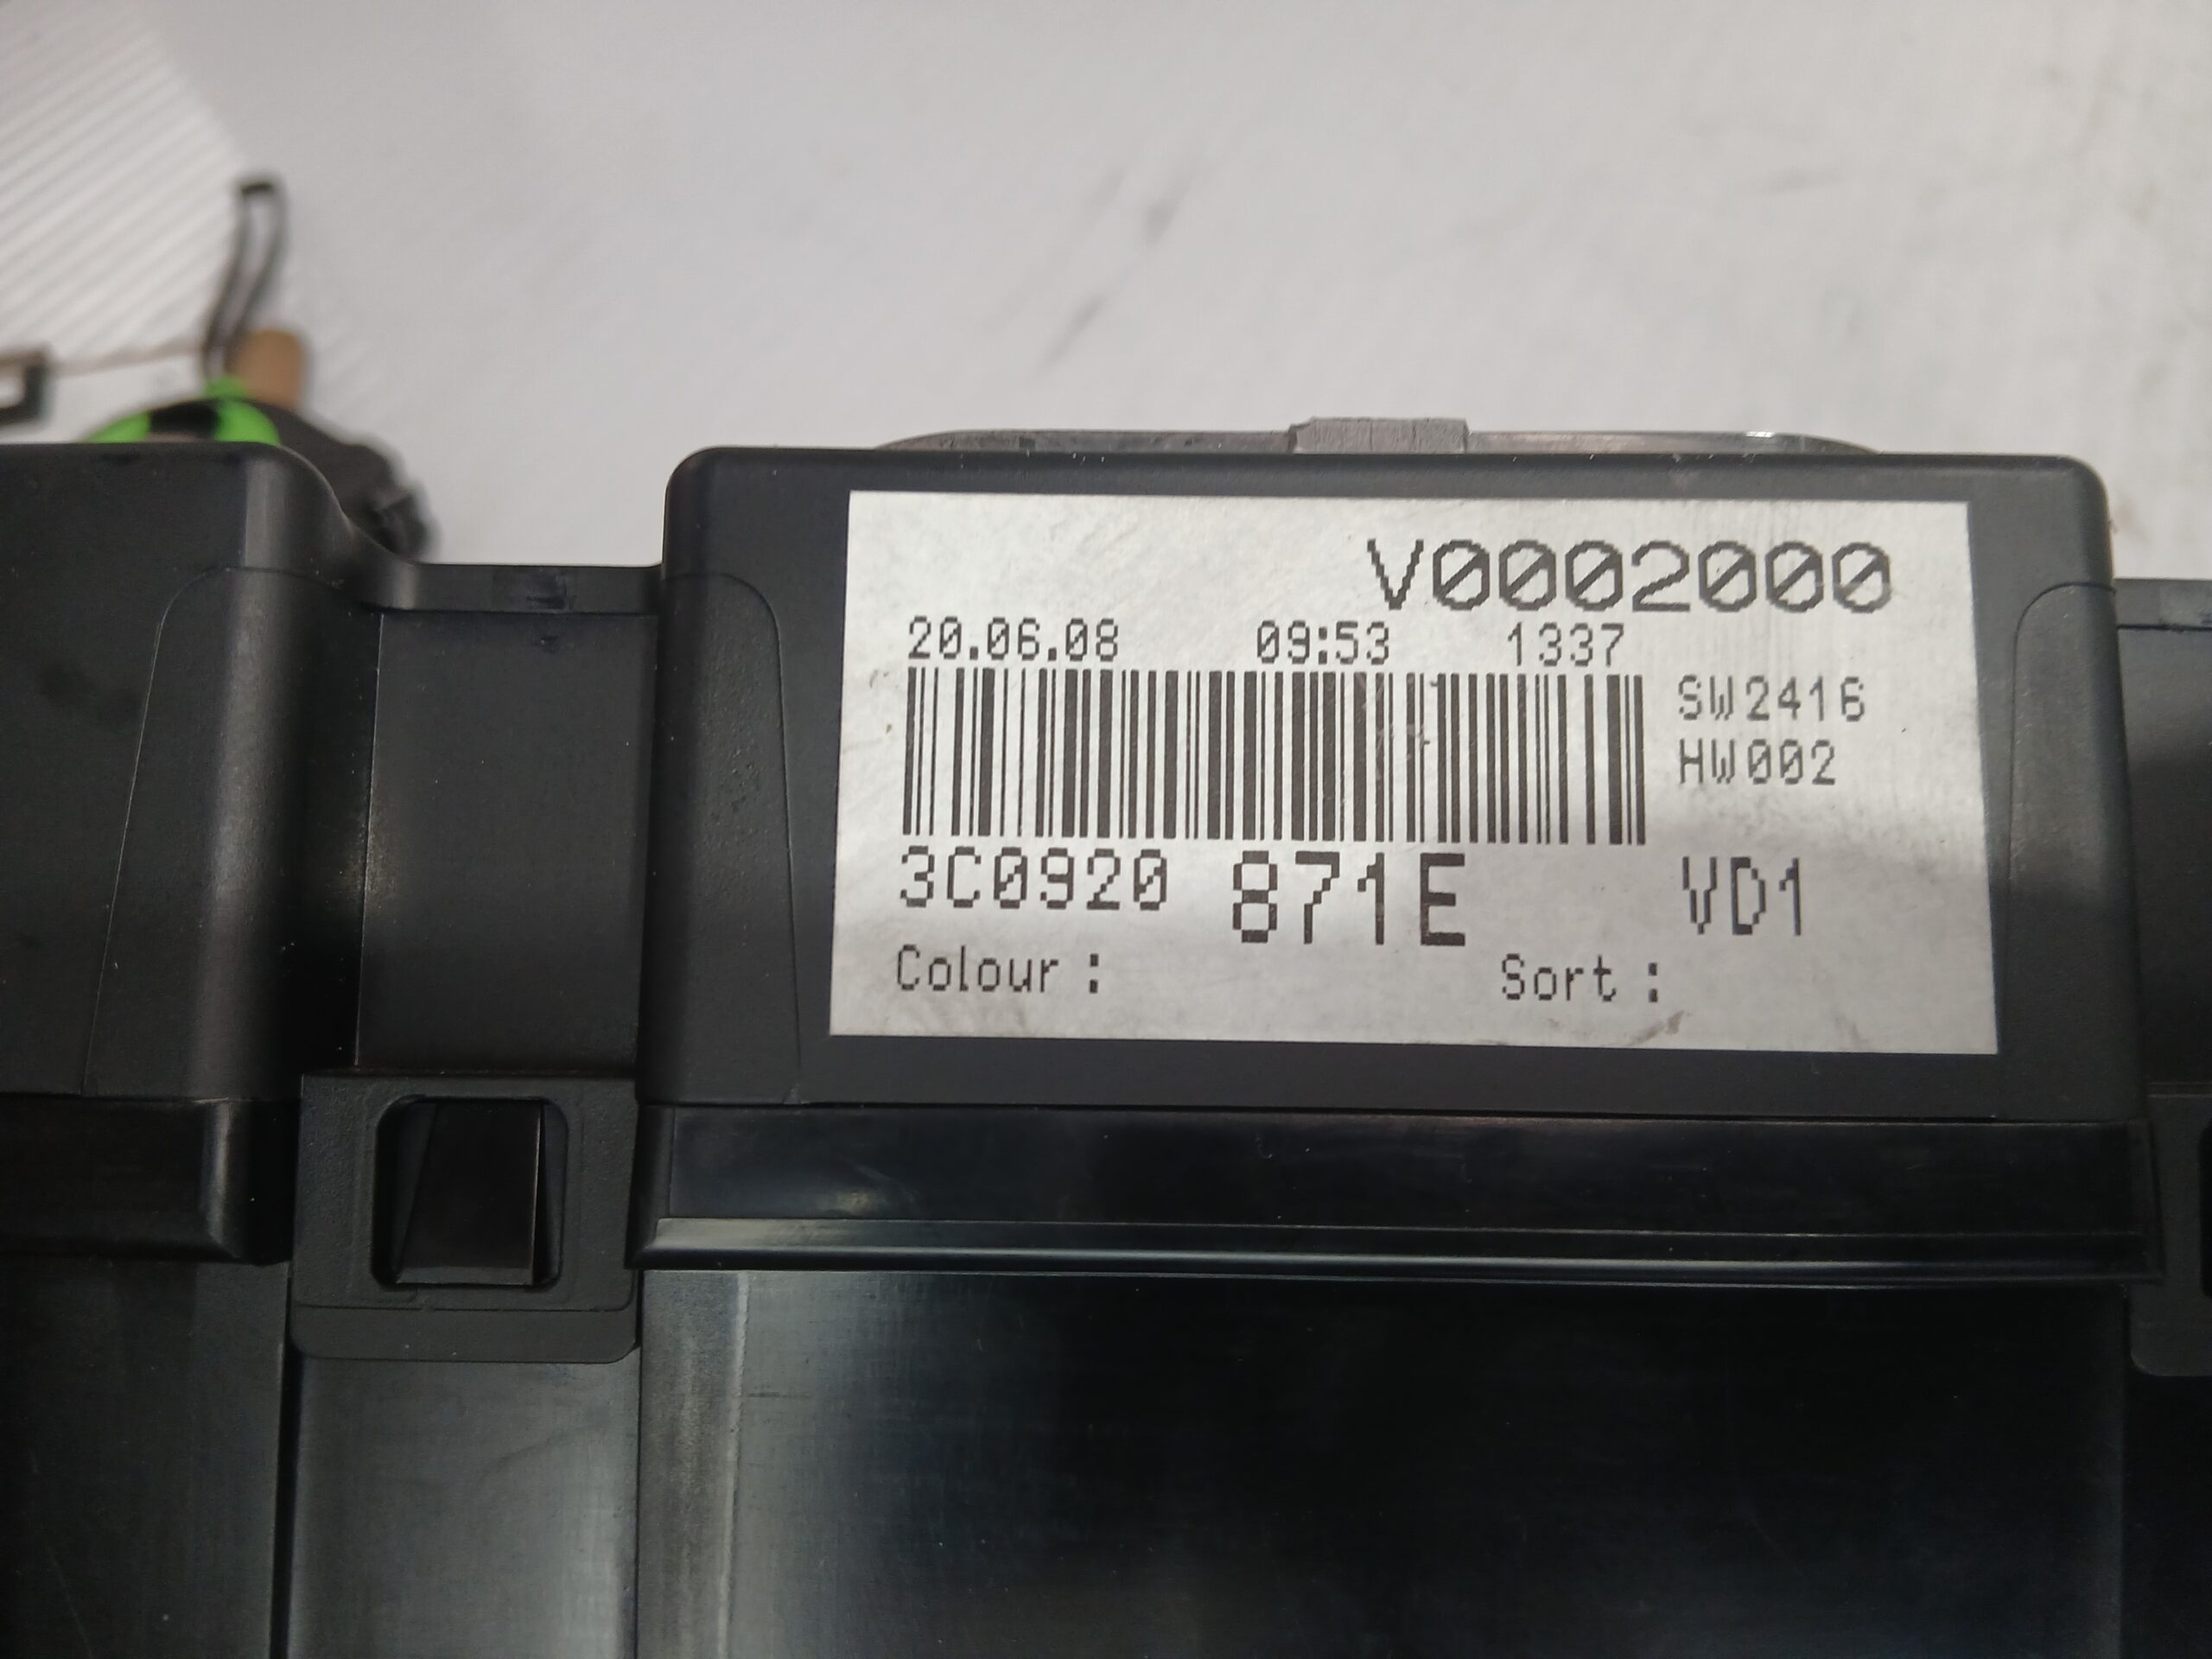 V0002000
20.06.08 09:53 1337
SW2416
HW002
3C0920 871E VD1
Colour : Sort :